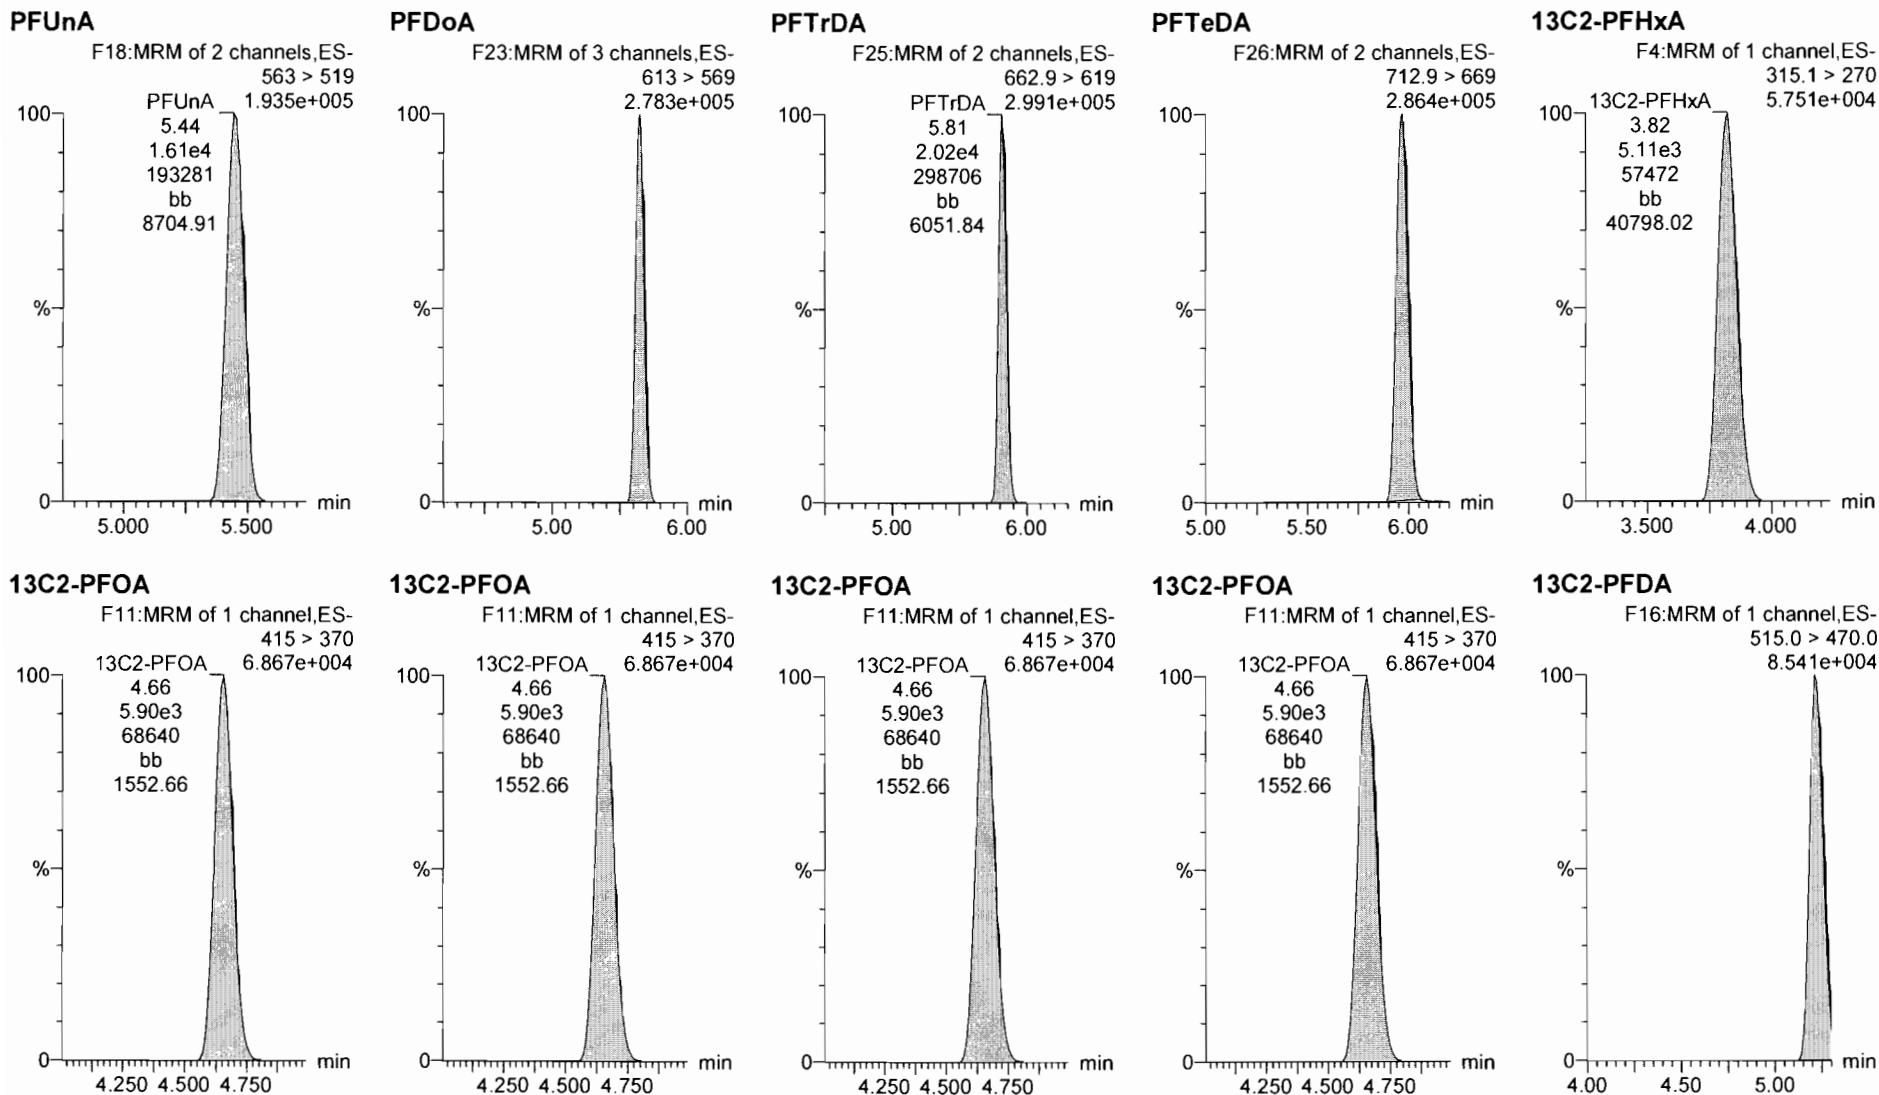 PFUnA
F18:MRM of 2 channels,ES-
563 > 519
1.935e+005
PFUnA
5.44
1.61e4
193281
bb
8704.91
100
%
0
min
5.000
5.500
PFDoA
F23:MRM of 3 channels,ES-
613 > 569
2.783e+005
100
%
0
min
5.00
6.00
PFTrDA
F25:MRM of 2 channels,ES-
662.9 > 619
2.991e+005
PFTrDA
5.81
2.02e4
298706
bb
6051.84
100
%
0
min
5.00
6.00
PFTeDA
F26:MRM of 2 channels,ES-
712.9 > 669
2.864e+005
100
%
0
min
5.00
5.50
6.00
13C2-PFHxA
F4:MRM of 1 channel,ES-
315.1 > 270
5.751e+004
13C2-PFHxA
3.82
5.11e3
57472
bb
40798.02
100
%
0
min
3.500
4.000
13C2-PFOA
F11:MRM of 1 channel,ES-
415 > 370
6.867e+004
13C2-PFOA
4.66
5.90e3
68640
bb
1552.66
100
%
0
min
4.250
4.500
4.750
13C2-PFOA
F11:MRM of 1 channel,ES-
415 > 370
6.867e+004
13C2-PFOA
4.66
5.90e3
68640
bb
1552.66
100
%
0
min
4.250
4.500
4.750
13C2-PFOA
F11:MRM of 1 channel,ES-
415 > 370
6.867e+004
13C2-PFOA
4.66
5.90e3
68640
bb
1552.66
100
%
0
min
4.250
4.500
4.750
13C2-PFOA
F11:MRM of 1 channel,ES-
415 > 370
6.867e+004
13C2-PFOA
4.66
5.90e3
68640
bb
1552.66
100
%
0
min
4.250
4.500
4.750
13C2-PFDA
F16:MRM of 1 channel,ES-
515.0 > 470.0
8.541e+004
100
%
0
min
4.00
4.50
5.00